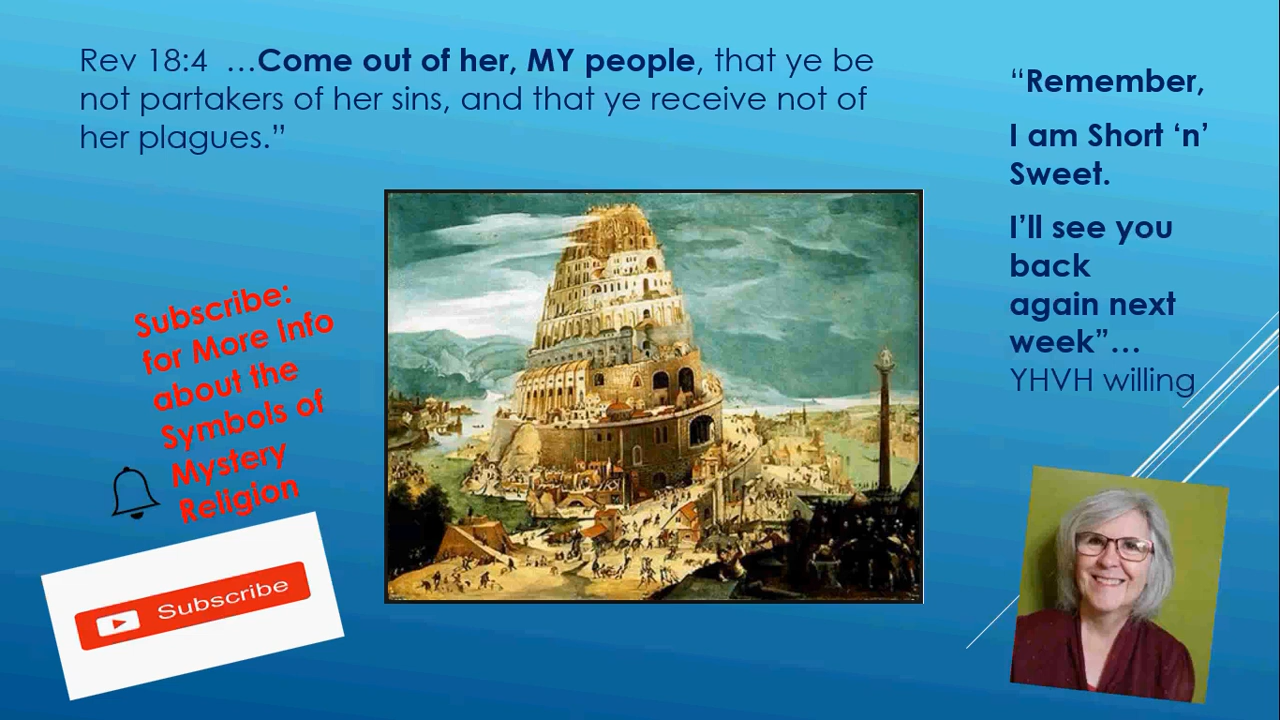 Rev 18:4  …Come out of her, MY people, that ye be
not partakers of her sins, and that ye receive not of
her plagues.”
“Remember,
I am Short ‘n’
Sweet.
I’ll see you
back
again next
week”…
YHVH willing
Subscribe:
for More Info
about the
Symbols of
Mystery
Religion
Subscribe